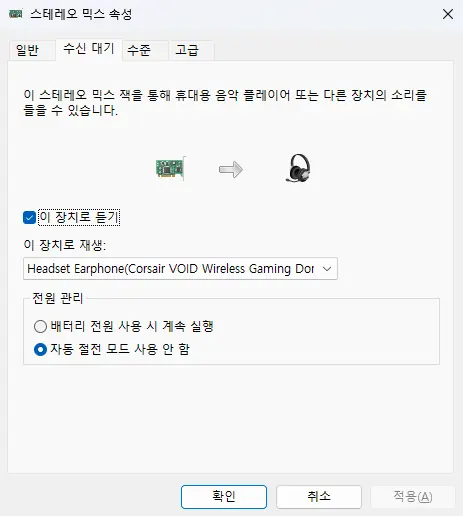 스테레오 믹스 속성
일반
수신 대기
수준
고급
이 스테레오 믹스 잭을 통해 휴대용 음악 플레이어 또는 다른 장치의 소리를
들을 수 있습니다.
이 장치로 듣기
이 장치로 재생:
Headset Earphone(Corsair VOID Wireless Gaming Dor
전원 관리
배터리 전원 사용 시 계속 실행
자동 절전 모드 사용 안 함
확인
취소
적용(A)